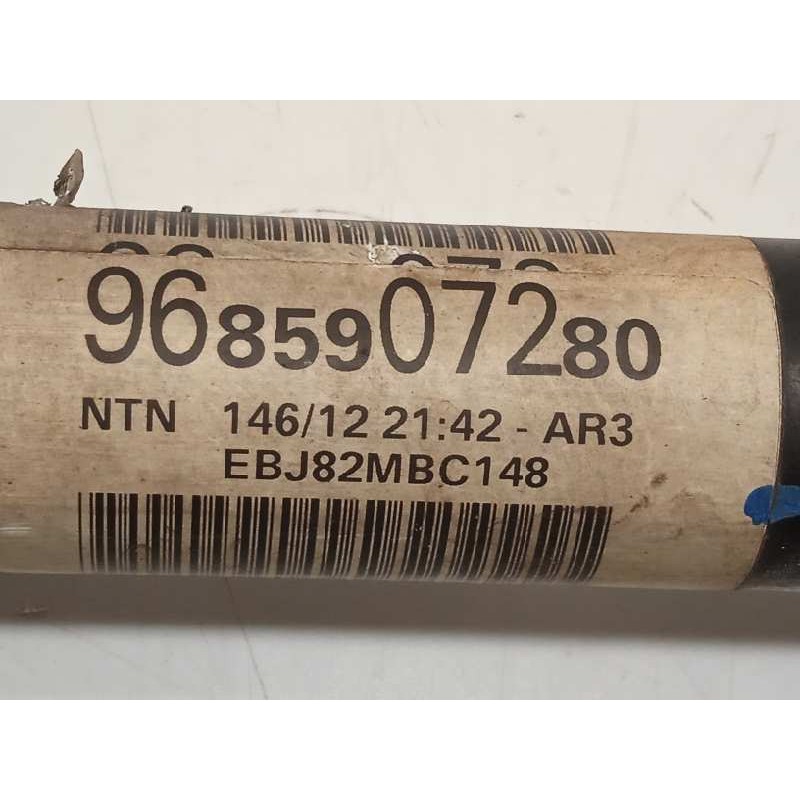 9685907280
NTN 146/12 21:42 - AR3
EBJ82MBC148